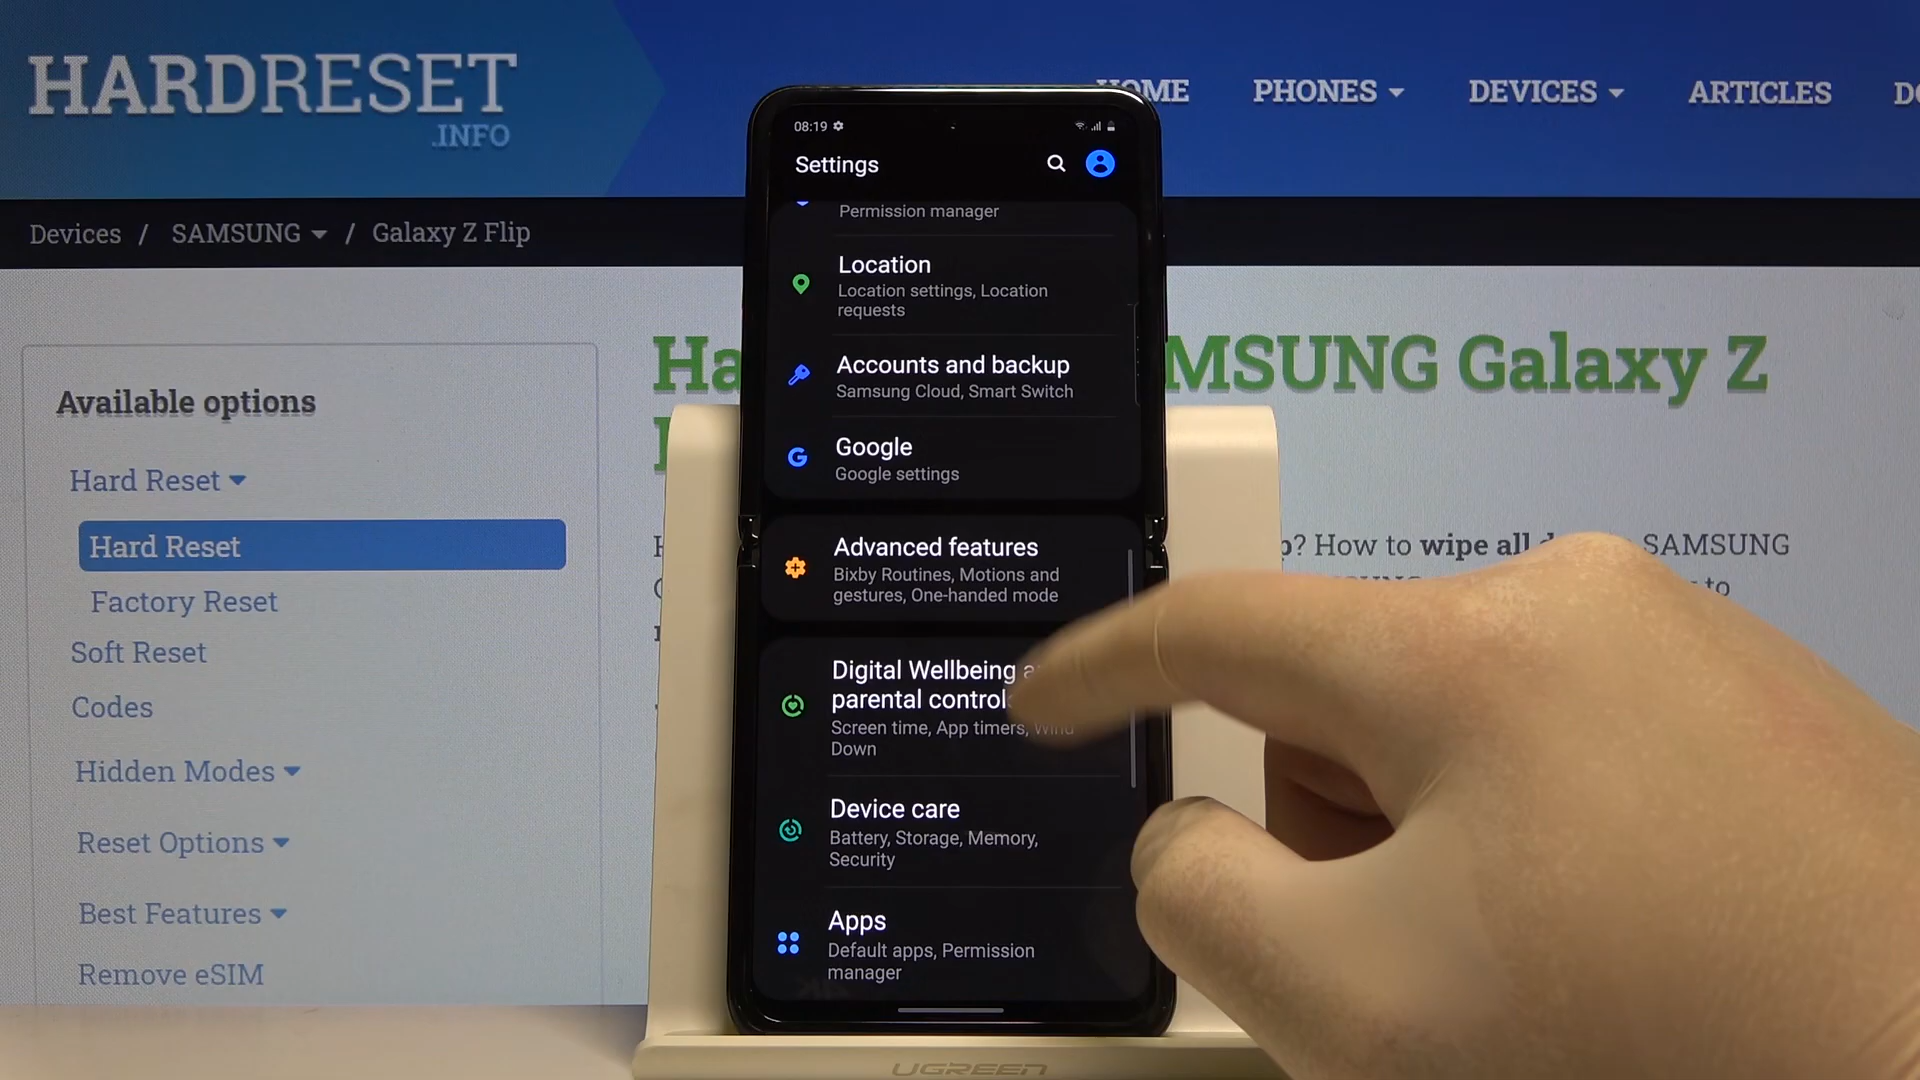 HARDRESET
.INFO
HOME
PHONES
DEVICES
ARTICLES
Devices / SAMSUNG / Galaxy Z Flip
Available options
Hard Reset
Hard Reset
Factory Reset
Soft Reset
Codes
Hidden Modes
Reset Options
Best Features
Remove eSIM
08:19
Settings
Permission manager
Location
Location settings, Location
requests
Accounts and backup
Samsung Cloud, Smart Switch
Google
Google settings
Advanced features
Bixby Routines, Motions and
gestures, One-handed mode
Digital Wellbeing
parental controls
Screen time, App timers, Wind
Down
Device care
Battery, Storage, Memory,
Security
Apps
Default apps, Permission
manager
Galaxy Z
? How to wipe all SAMSUNG
to
UGREEN